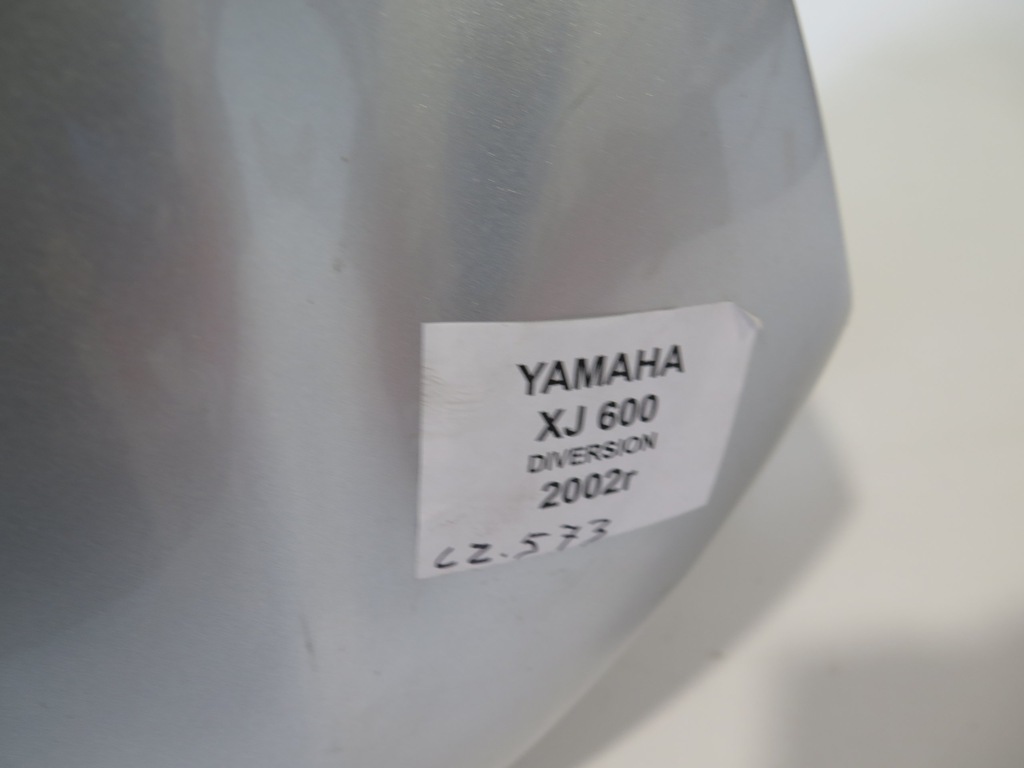 YAMAHA
XJ 600
DIVERSION
2002r
cz. 573